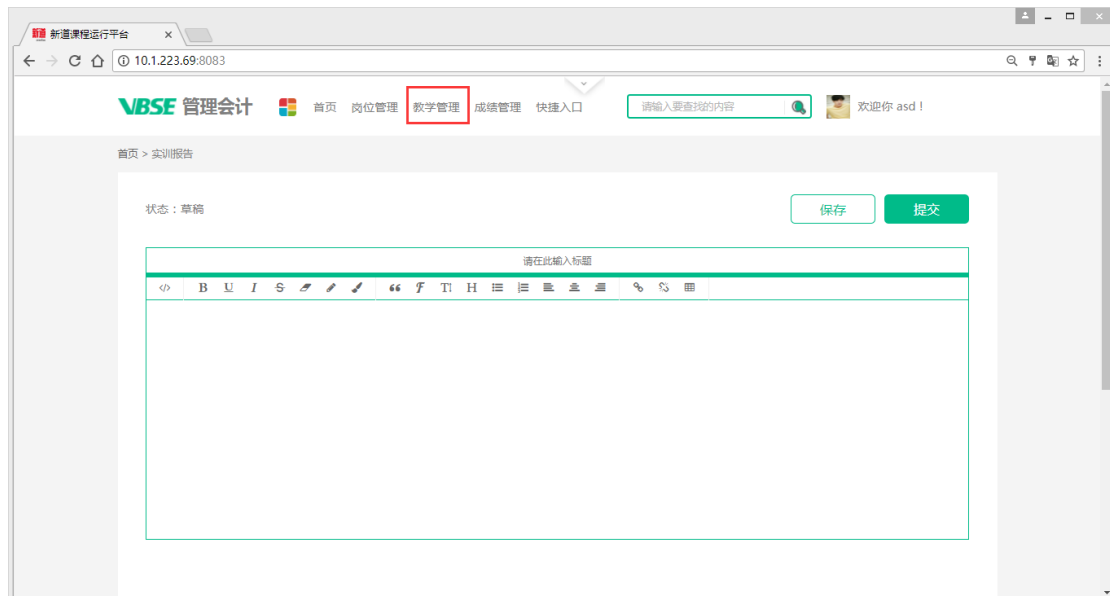 新道课程运行平台
10.1.223.69:8083
VBSE 管理会计 首页 岗位管理 教学管理 成绩管理 快捷入口 请输入要查找的内容 欢迎你 asd !
首页 > 实训报告
状态：草稿 保存 提交
请在此输入标题
</> B U I S “ F TI H